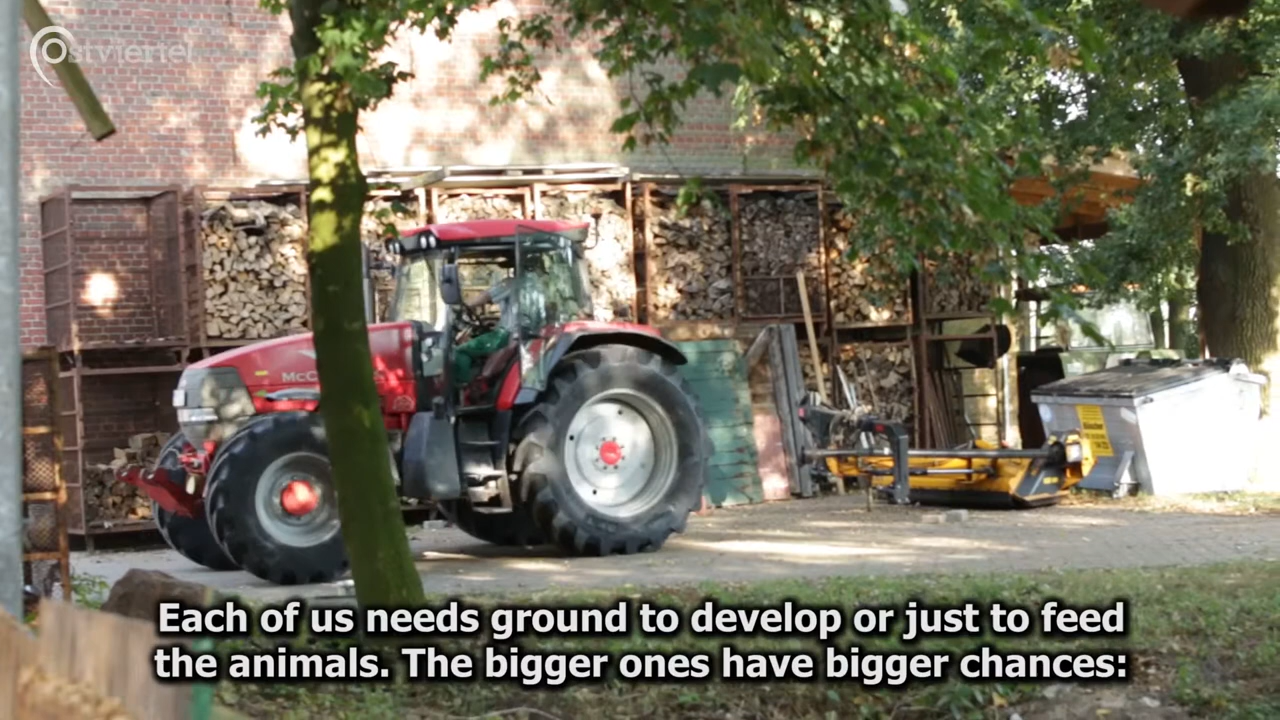 Ostviertel
McC
Each of us needs ground to develop or just to feed
the animals. The bigger ones have bigger chances: